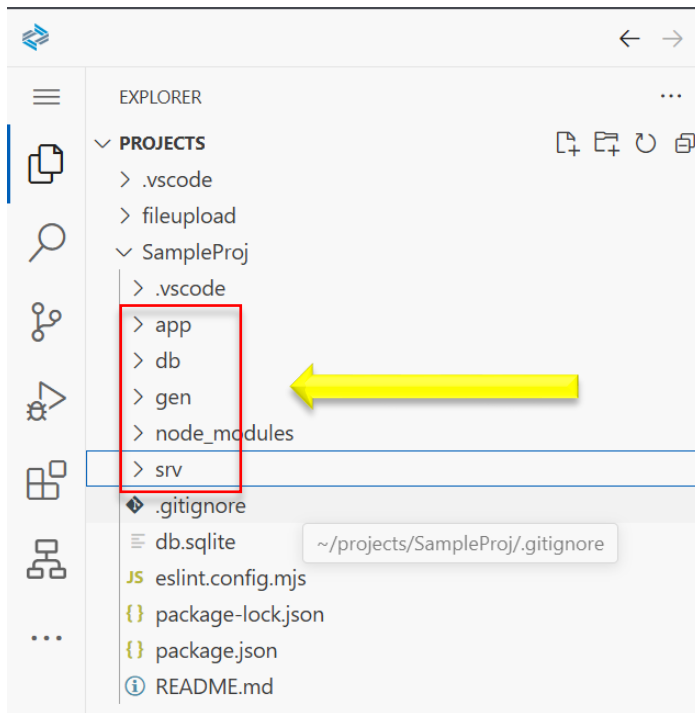 EXPLORER
PROJECTS
.vscode
fileupload
SampleProj
.vscode
app
db
gen
node_modules
srv
.gitignore
db.sqlite
~/projects/SampleProj/.gitignore
JS eslint.config.mjs
{} package-lock.json
{} package.json
README.md